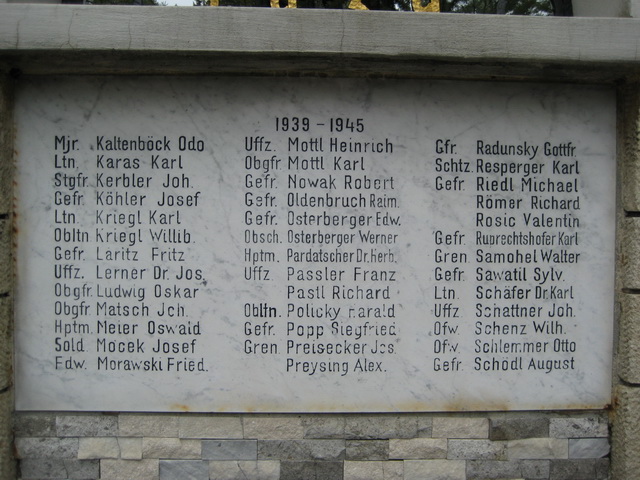 1939 - 1945
Mjr. Kaltenböck Odo
Ltn. Karas Karl
Stgfr. Kerbler Joh.
Gefr. Köhler Josef
Ltn. Kriegl Karl
Obltn Kriegl Willib.
Gefr. Laritz Fritz
Uffz. Lerner Dr. Jos.
Obgfr. Ludwig Oskar
Obgfr. Matsch Joh.
Hptm. Meier Oswald
Sold. Mocek Josef
Edw. Morawski Fried.
Uffz. Mottl Heinrich
Obgfr. Mottl Karl
Gefr. Nowak Robert
Gefr. Oldenbruch Raim.
Gefr. Osterberger Edw.
Obsch. Osterberger Werner
Hptm. Pardatscher Dr. Herb.
Uffz. Passler Franz
Pastl Richard
Obltn. Policky Harald
Gefr. Popp Siegfried
Gren. Preisecker Jos.
Preysing Alex.
Gfr. Radunsky Gottfr.
Schtz. Resperger Karl
Gefr. Riedl Michael
Römer Richard
Rosic Valentin
Gefr. Ruprechtshofer Karl
Gren Samohel Walter
Gefr. Sawatil Sylv.
Ltn. Schäfer Dr. Karl
Uffz Schattner Joh.
Ofw. Schenz Wilh.
Ofw. Schlemmer Otto
Gefr. Schödl August